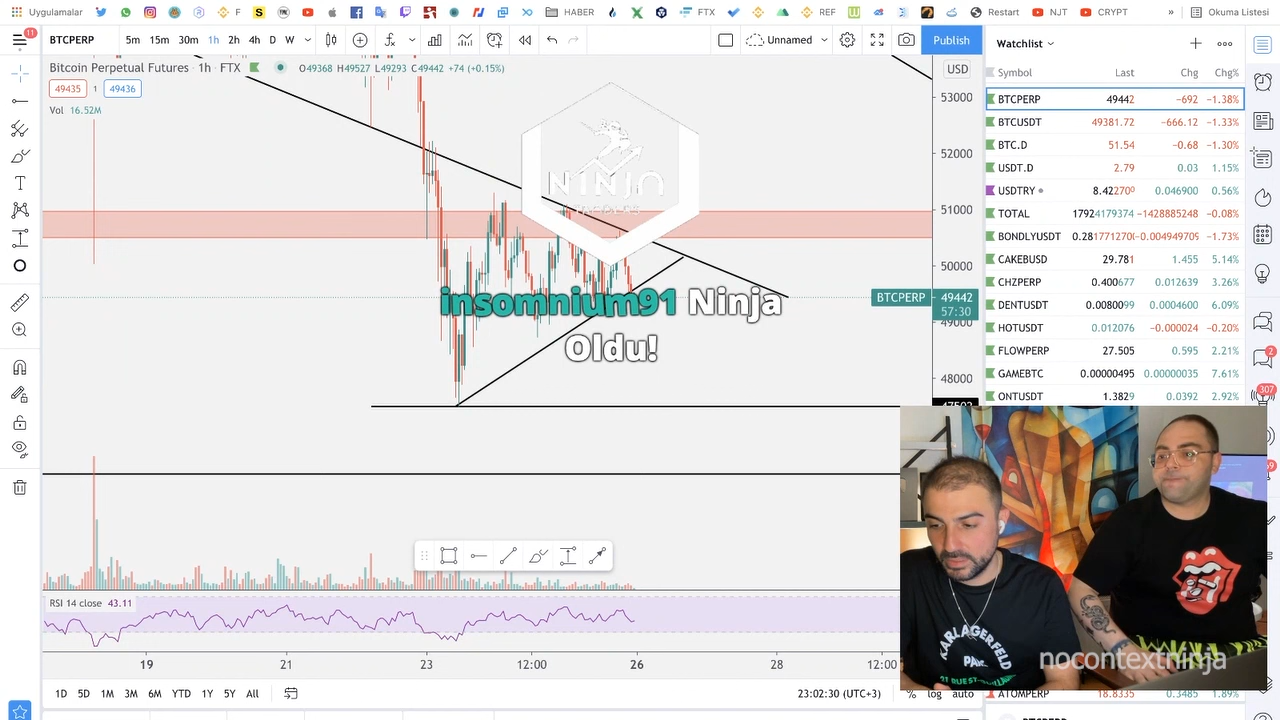 Uygulamalar
F
S
HABER
FTX
REF
Restart
NJT
CRYPT
»
Okuma Listesi
11
BTCPERP
5m 15m 30m 1h 2h 4h D W
Unnamed
Publish
Watchlist
Bitcoin Perpetual Futures · 1h · FTX
O49368 H49527 L49293 C49442 +74 (+0.15%)
USD
49435 1 49436
Vol 16.52M
53000
52000
51000
50000
49000
48000
47502
BTCPERP 49442
57:30
NINJA
insomnium91 Ninja
Oldu!
Symbol Last Chg Chg%
BTCPERP 49442 −692 −1.38%
BTCUSDT 49381.72 −666.12 −1.33%
BTC.D 51.54 −0.68 −1.30%
USDT.D 2.79 0.03 1.15%
USDTRY 8.42270⁰ 0.046900 0.56%
TOTAL 17924179374 −1428885248 −0.08%
BONDLYUSDT 0.281771270( −0.004949709 −1.73%
CAKEBUSD 29.781 1.455 5.14%
CHZPERP 0.400677 0.012639 3.26%
DENTUSDT 0.0080099 0.0004600 6.09%
HOTUSDT 0.012076 −0.000024 −0.20%
FLOWPERP 27.505 0.595 2.21%
GAMEBTC 0.00000495 0.00000035 7.61%
ONTUSDT 1.3829 0.0392 2.92%
2
307
RSI 14 close 43.11
19 21 23 12:00 26 28 12:00
1D 5D 1M 3M 6M YTD 1Y 5Y All
23:02:30 (UTC+3)
% log auto
KARL LAGERFELD
nocontextninja
ATOMPERP 18.8335 0.3485 1.89%